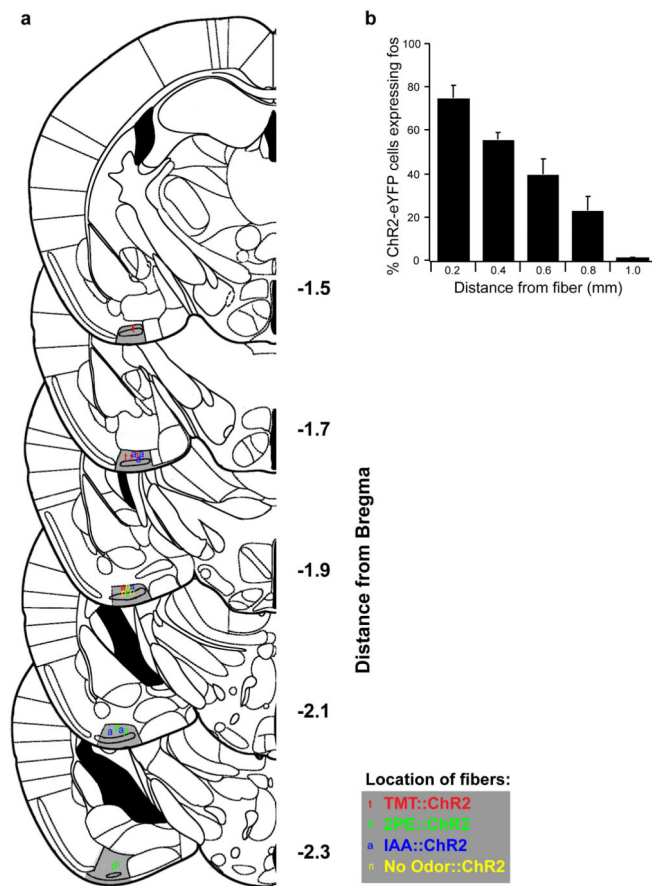 a
b
100
80
60
40
20
0
% ChR2-eYFP cells expressing fos
0.2 0.4 0.6 0.8 1.0
Distance from fiber (mm)
-1.5
-1.7
-1.9
-2.1
-2.3
Distance from Bregma
Location of fibers:
t TMT::ChR2
p 2PE::ChR2
a IAA::ChR2
n No Odor::ChR2